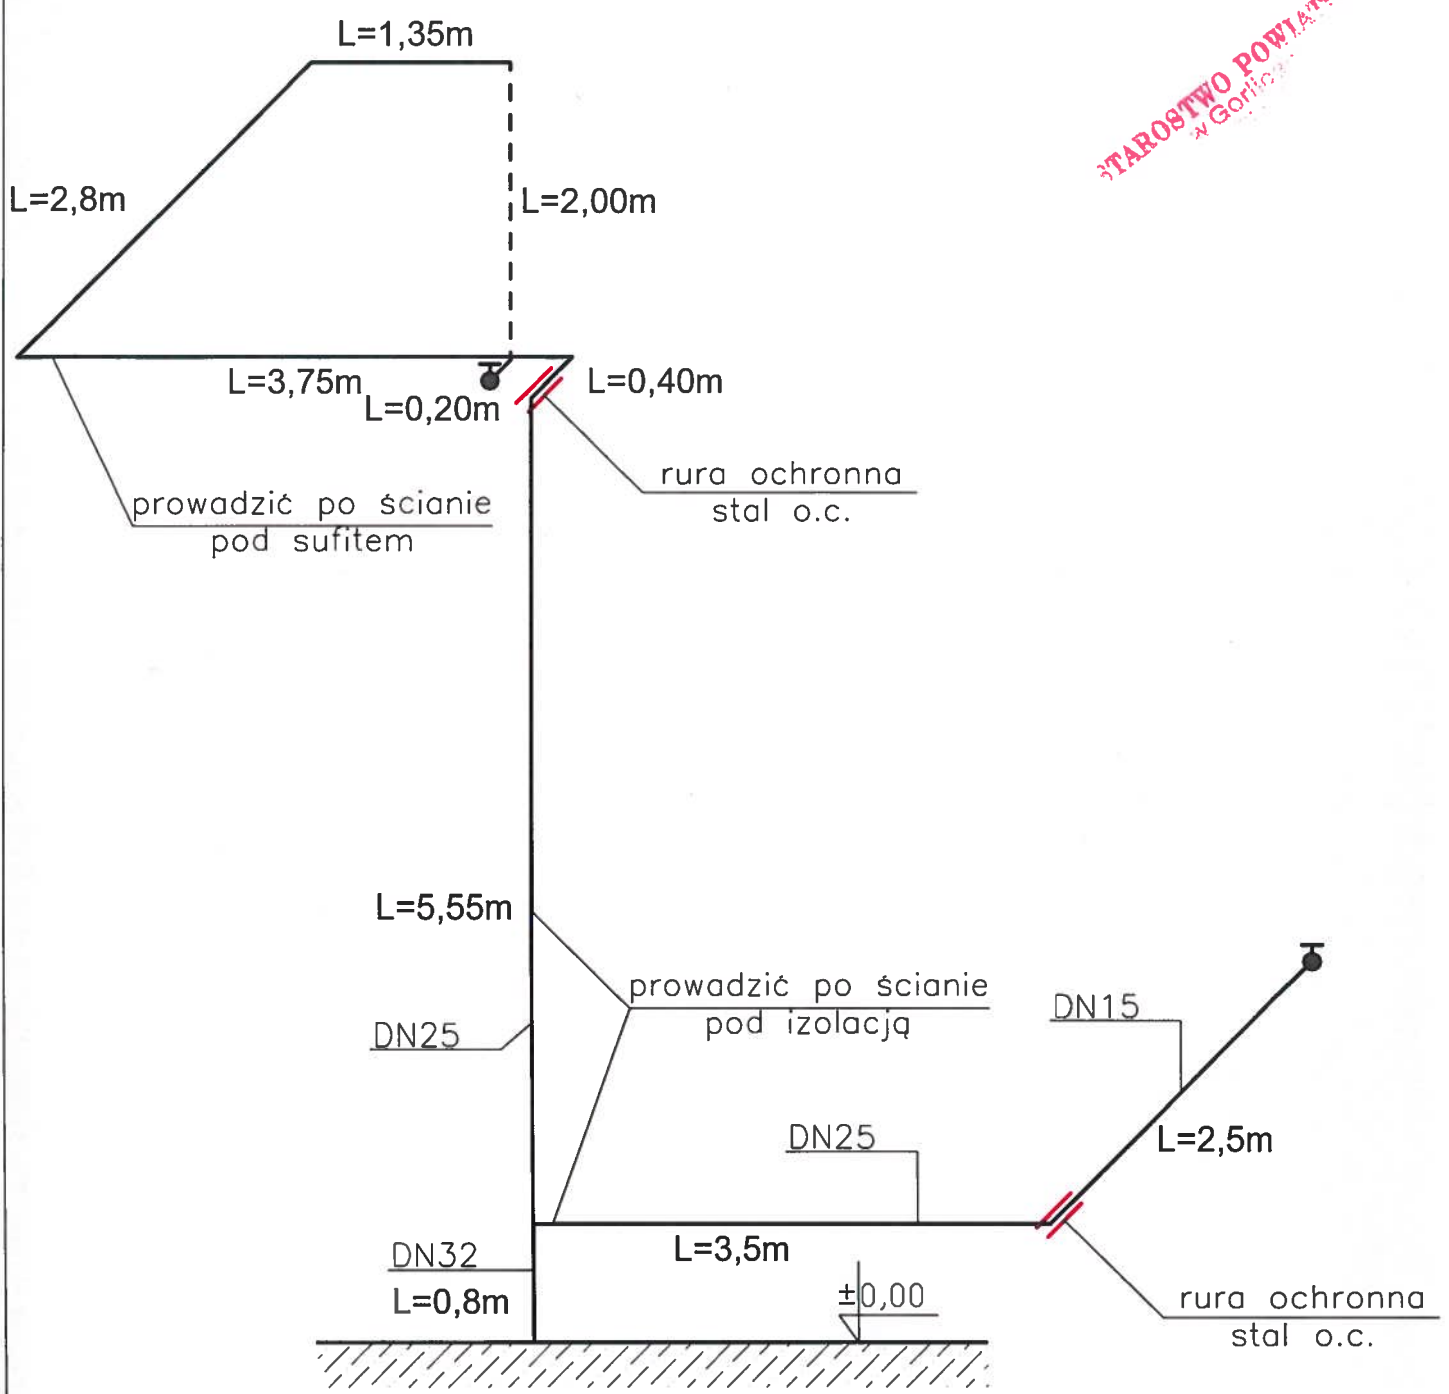 L=1,35m
STAROSTWO
L=2,8m
L=2,00m
L=3,75m
L=0,40m
L=0,20m
rura ochronna
stal o.c.
prowadzić po ścianie
pod sufitem
L=5,55m
prowadzić po ścianie
pod izolacją
DN25
DN15
DN25
L=2,5m
L=3,5m
DN32
L=0,8m
±0,00
rura ochronna
stal o.c.